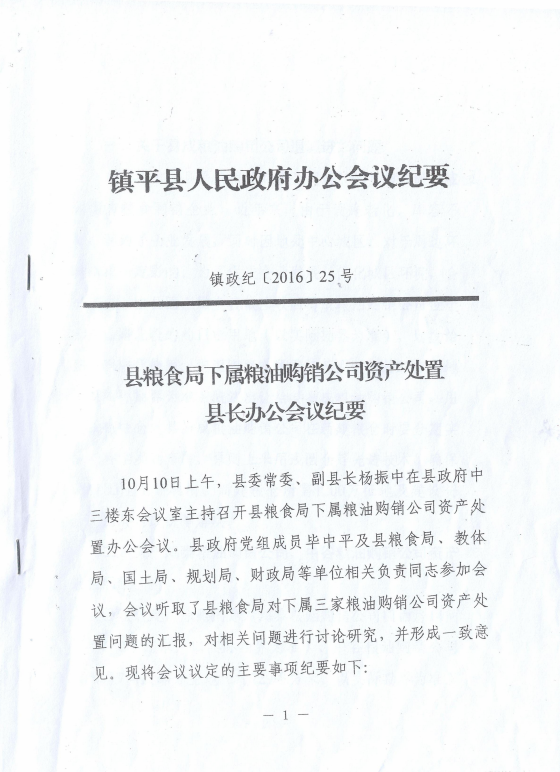 镇平县人民政府办公会议纪要
镇政纪〔2016〕25号
县粮食局下属粮油购销公司资产处置
县长办公会议纪要
10月10日上午，县委常委、副县长杨振中在县政府中
三楼东会议室主持召开县粮食局下属粮油购销公司资产处
置办公会议。县政府党组成员毕中平及县粮食局、教体
局、国土局、规划局、财政局等单位相关负责同志参加会
议，会议听取了县粮食局对下属三家粮油购销公司资产处
置问题的汇报，对相关问题进行讨论研究，并形成一致意
见。现将会议议定的主要事项纪要如下：
— 1 —